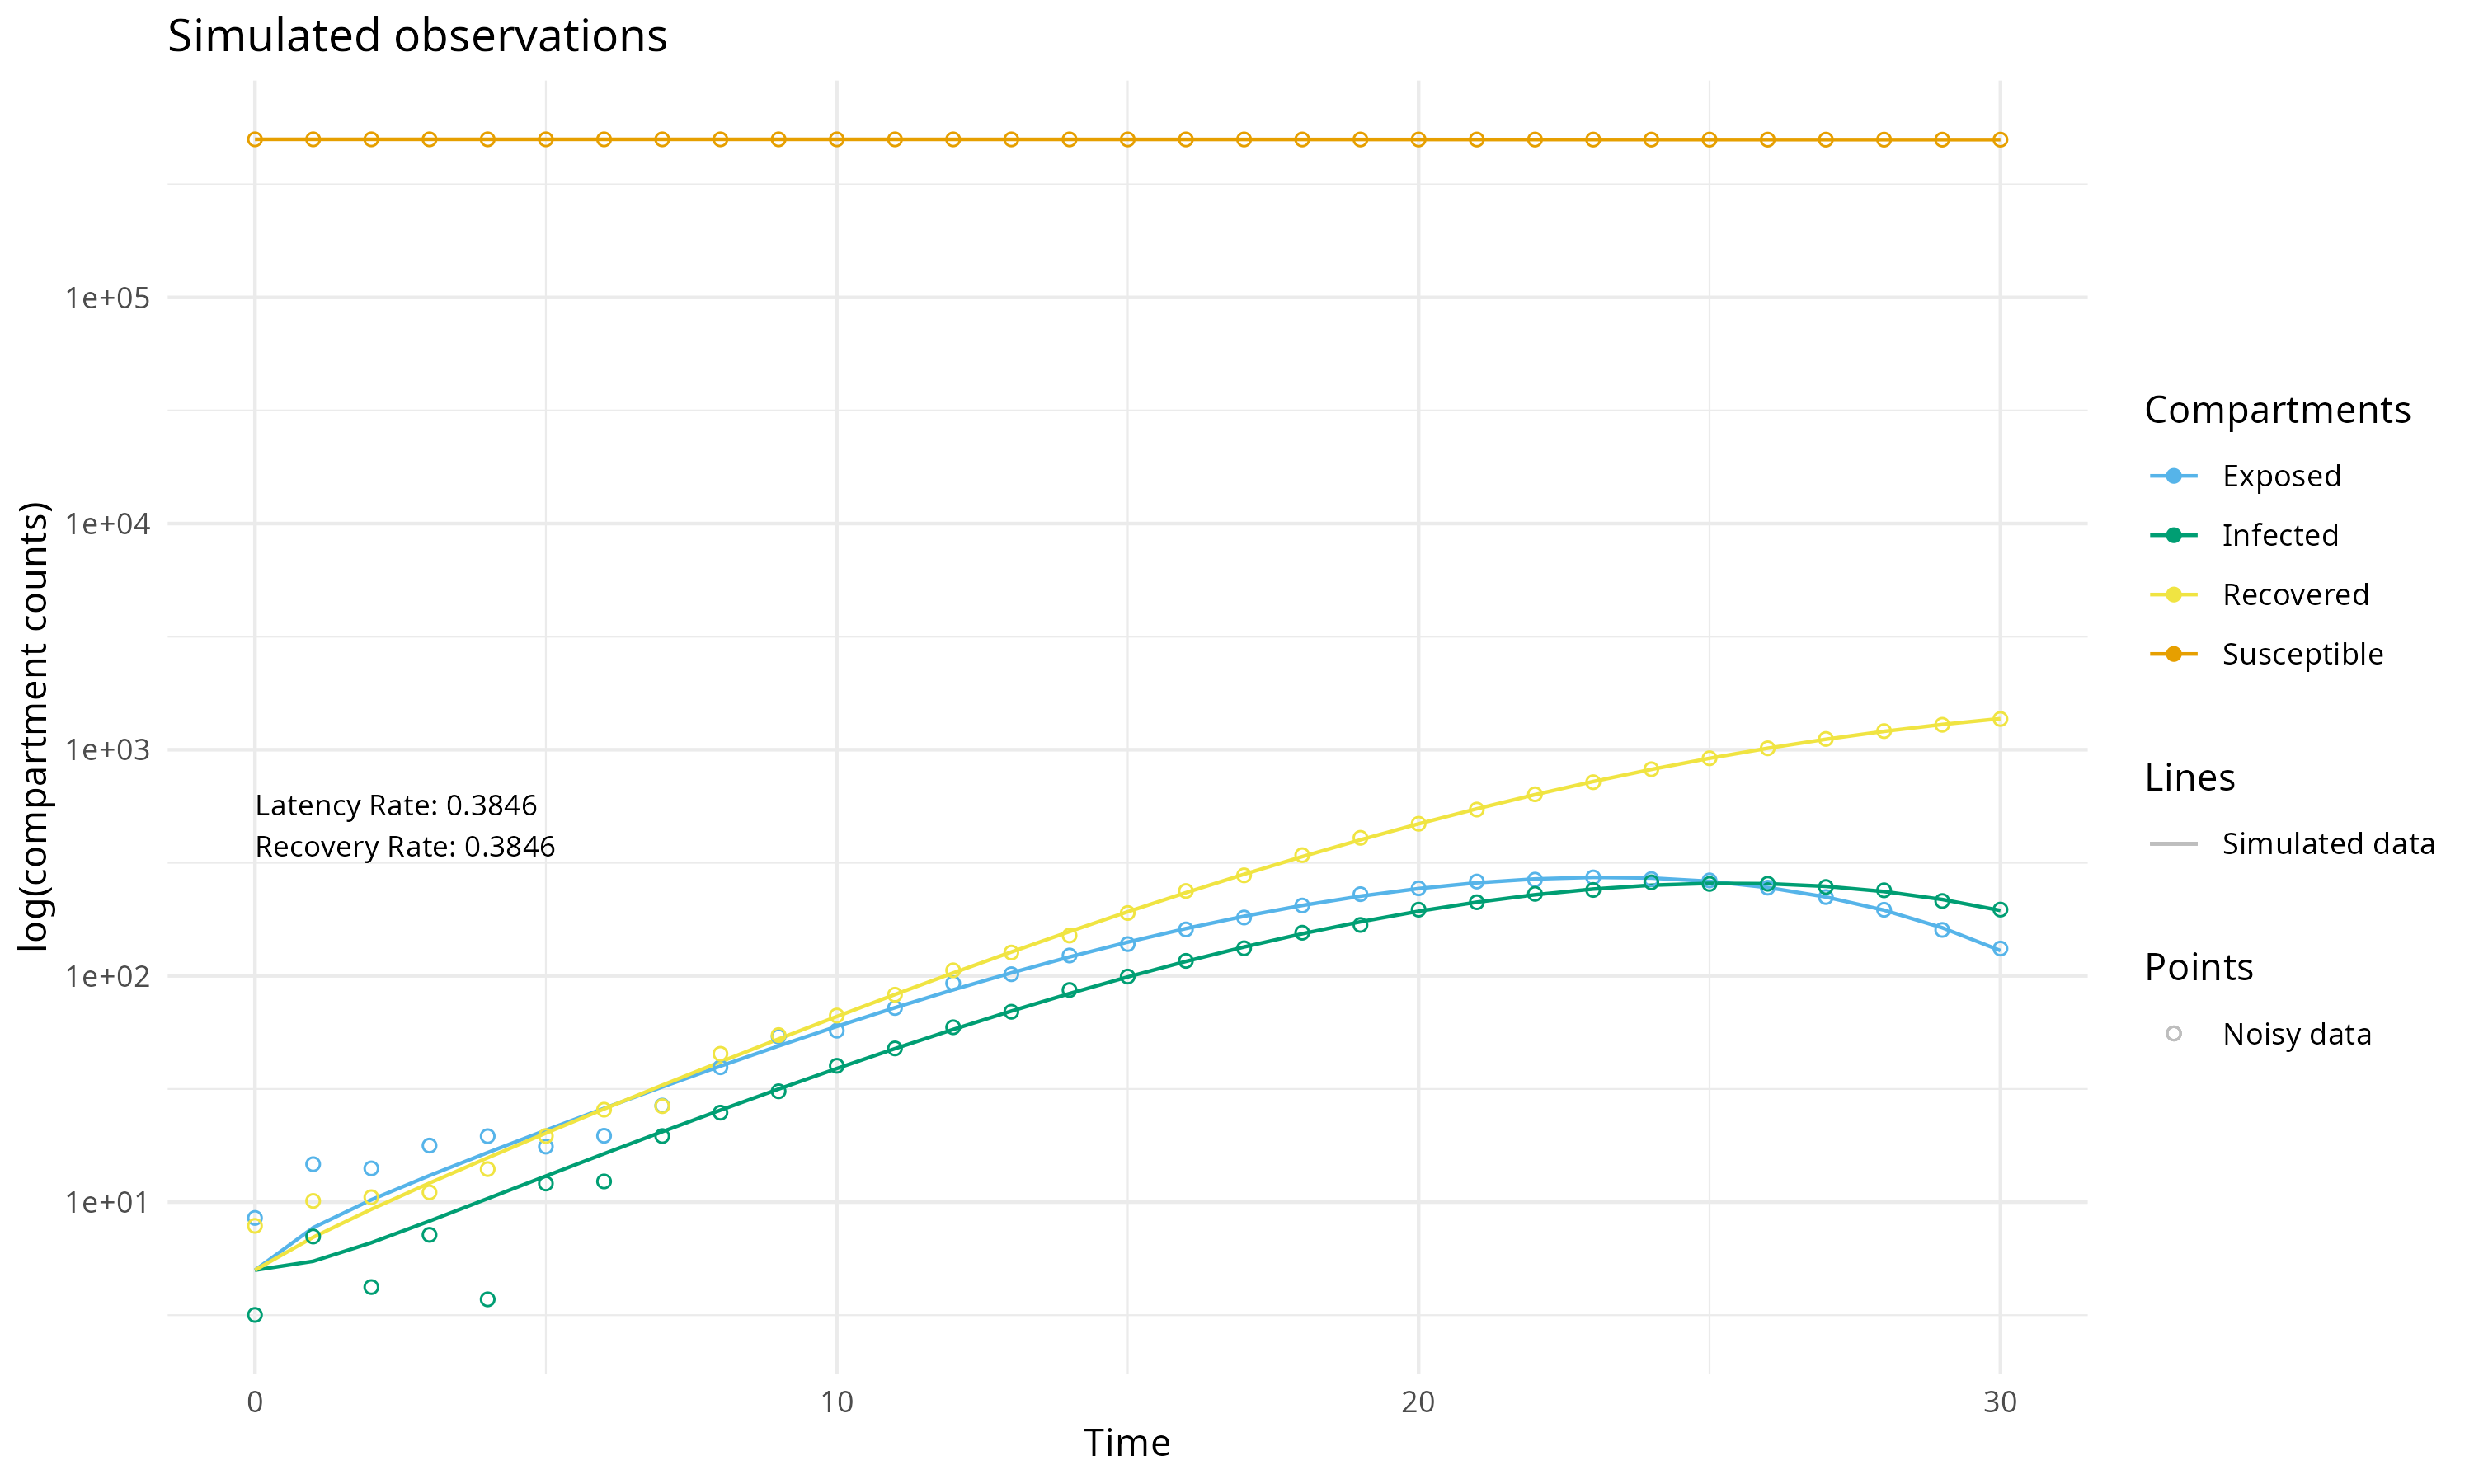 Simulated observations
log(compartment counts)
1e+05
1e+04
1e+03
1e+02
1e+01
Latency Rate: 0.3846
Recovery Rate: 0.3846
0
10
20
30
Time
Compartments
Exposed
Infected
Recovered
Susceptible
Lines
Simulated data
Points
Noisy data